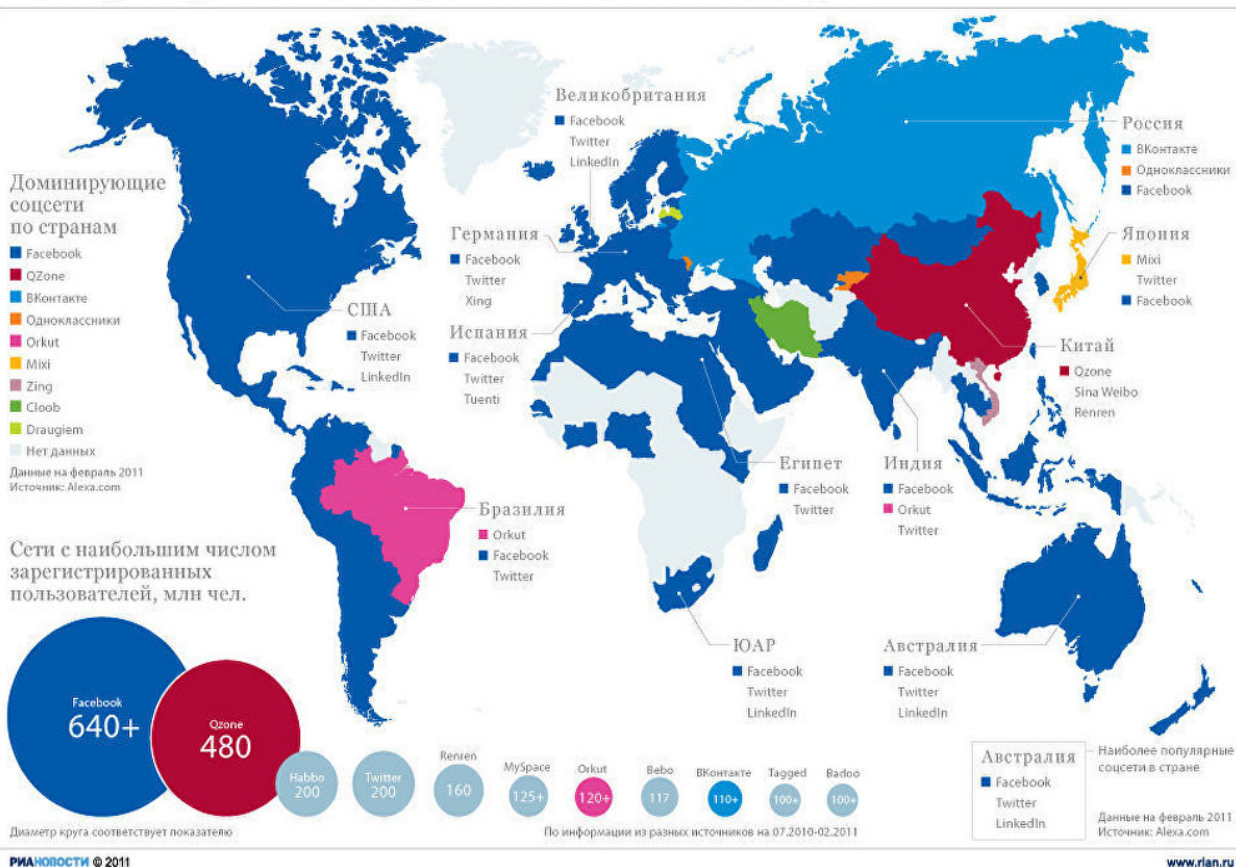 Великобритания
Facebook
Twitter
LinkedIn
Россия
ВКонтакте
Одноклассники
Facebook
Доминирующие
соцсети
по странам
Facebook
QZone
ВКонтакте
Одноклассники
Orkut
Mixi
Zing
Cloob
Draugiem
Нет данных
Данные на февраль 2011
Источник: Alexa.com
Германия
Facebook
Twitter
Xing
Япония
Mixi
Twitter
Facebook
США
Facebook
Twitter
LinkedIn
Испания
Facebook
Twitter
Tuenti
Китай
Qzone
Sina Weibo
Renren
Египет
Facebook
Twitter
Индия
Facebook
Orkut
Twitter
Бразилия
Orkut
Facebook
Twitter
Сети с наибольшим числом
зарегистрированных
пользователей, млн чел.
ЮАР
Facebook
Twitter
LinkedIn
Австралия
Facebook
Twitter
LinkedIn
Facebook
640+
Qzone
480
Habbo
200
Twitter
200
Renren
160
MySpace
125+
Orkut
120+
Bebo
117
ВКонтакте
110+
Tagged
100+
Badoo
100+
Австралия
Facebook
Twitter
LinkedIn
Наиболее популярные
соцсети в стране
Данные на февраль 2011
Источник: Alexa.com
Диаметр круга соответствует показателю
По информации из разных источников на 07.2010-02.2011
РИАНОВОСТИ © 2011
www.rian.ru